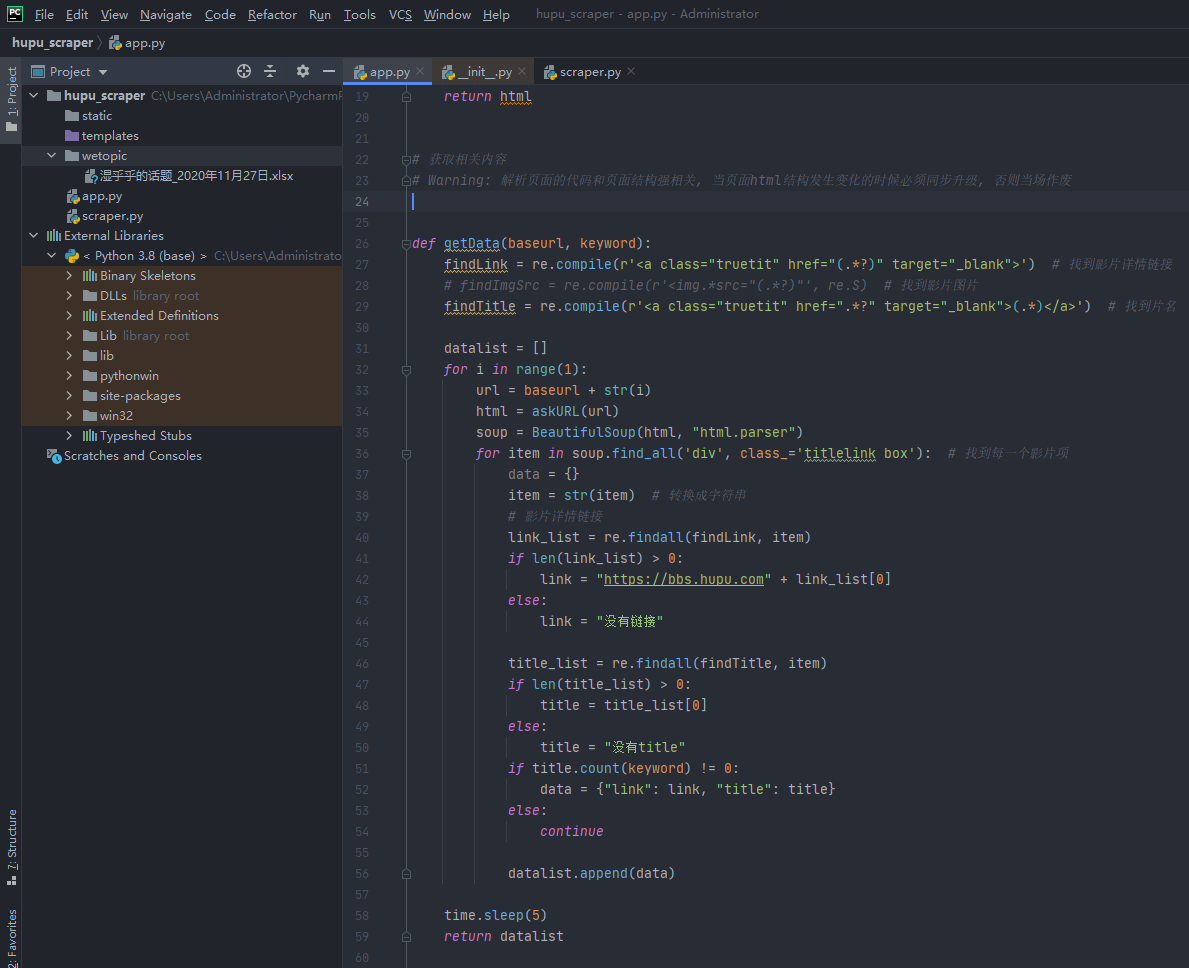 PC File Edit View Navigate Code Refactor Run Tools VCS Window Help hupu_scraper - app.py - Administrator
hupu_scraper app.py
1: Project
7: Structure
2: Favorites
Project
hupu_scraper C:\Users\Administrator\PycharmP
static
templates
wetopic
湿乎乎的话题_2020年11月27日.xlsx
app.py
scraper.py
External Libraries
< Python 3.8 (base) > C:\Users\Administrato
Binary Skeletons
DLLs library root
Extended Definitions
Lib library root
lib
pythonwin
site-packages
win32
Typeshed Stubs
Scratches and Consoles
app.py __init__.py scraper.py
19 return html
20
21
22 # 获取相关内容
23 # Warning: 解析页面的代码和页面结构强相关, 当页面html结构发生变化的时候必须同步升级, 否则当场作废
24
25
26 def getData(baseurl, keyword):
27 findLink = re.compile(r'<a class="truetit" href="(.*?)" target="_blank">') # 找到影片详情链接
28 # findImgSrc = re.compile(r'<img.*src="(.*?)"', re.S) # 找到影片图片
29 findTitle = re.compile(r'<a class="truetit" href=".*?" target="_blank">(.*)</a>') # 找到片名
30
31 datalist = []
32 for i in range(1):
33 url = baseurl + str(i)
34 html = askURL(url)
35 soup = BeautifulSoup(html, "html.parser")
36 for item in soup.find_all('div', class_='titlelink box'): # 找到每一个影片项
37 data = {}
38 item = str(item) # 转换成字符串
39 # 影片详情链接
40 link_list = re.findall(findLink, item)
41 if len(link_list) > 0:
42 link = "https://bbs.hupu.com" + link_list[0]
43 else:
44 link = "没有链接"
45
46 title_list = re.findall(findTitle, item)
47 if len(title_list) > 0:
48 title = title_list[0]
49 else:
50 title = "没有title"
51 if title.count(keyword) != 0:
52 data = {"link": link, "title": title}
53 else:
54 continue
55
56 datalist.append(data)
57
58 time.sleep(5)
59 return datalist
60